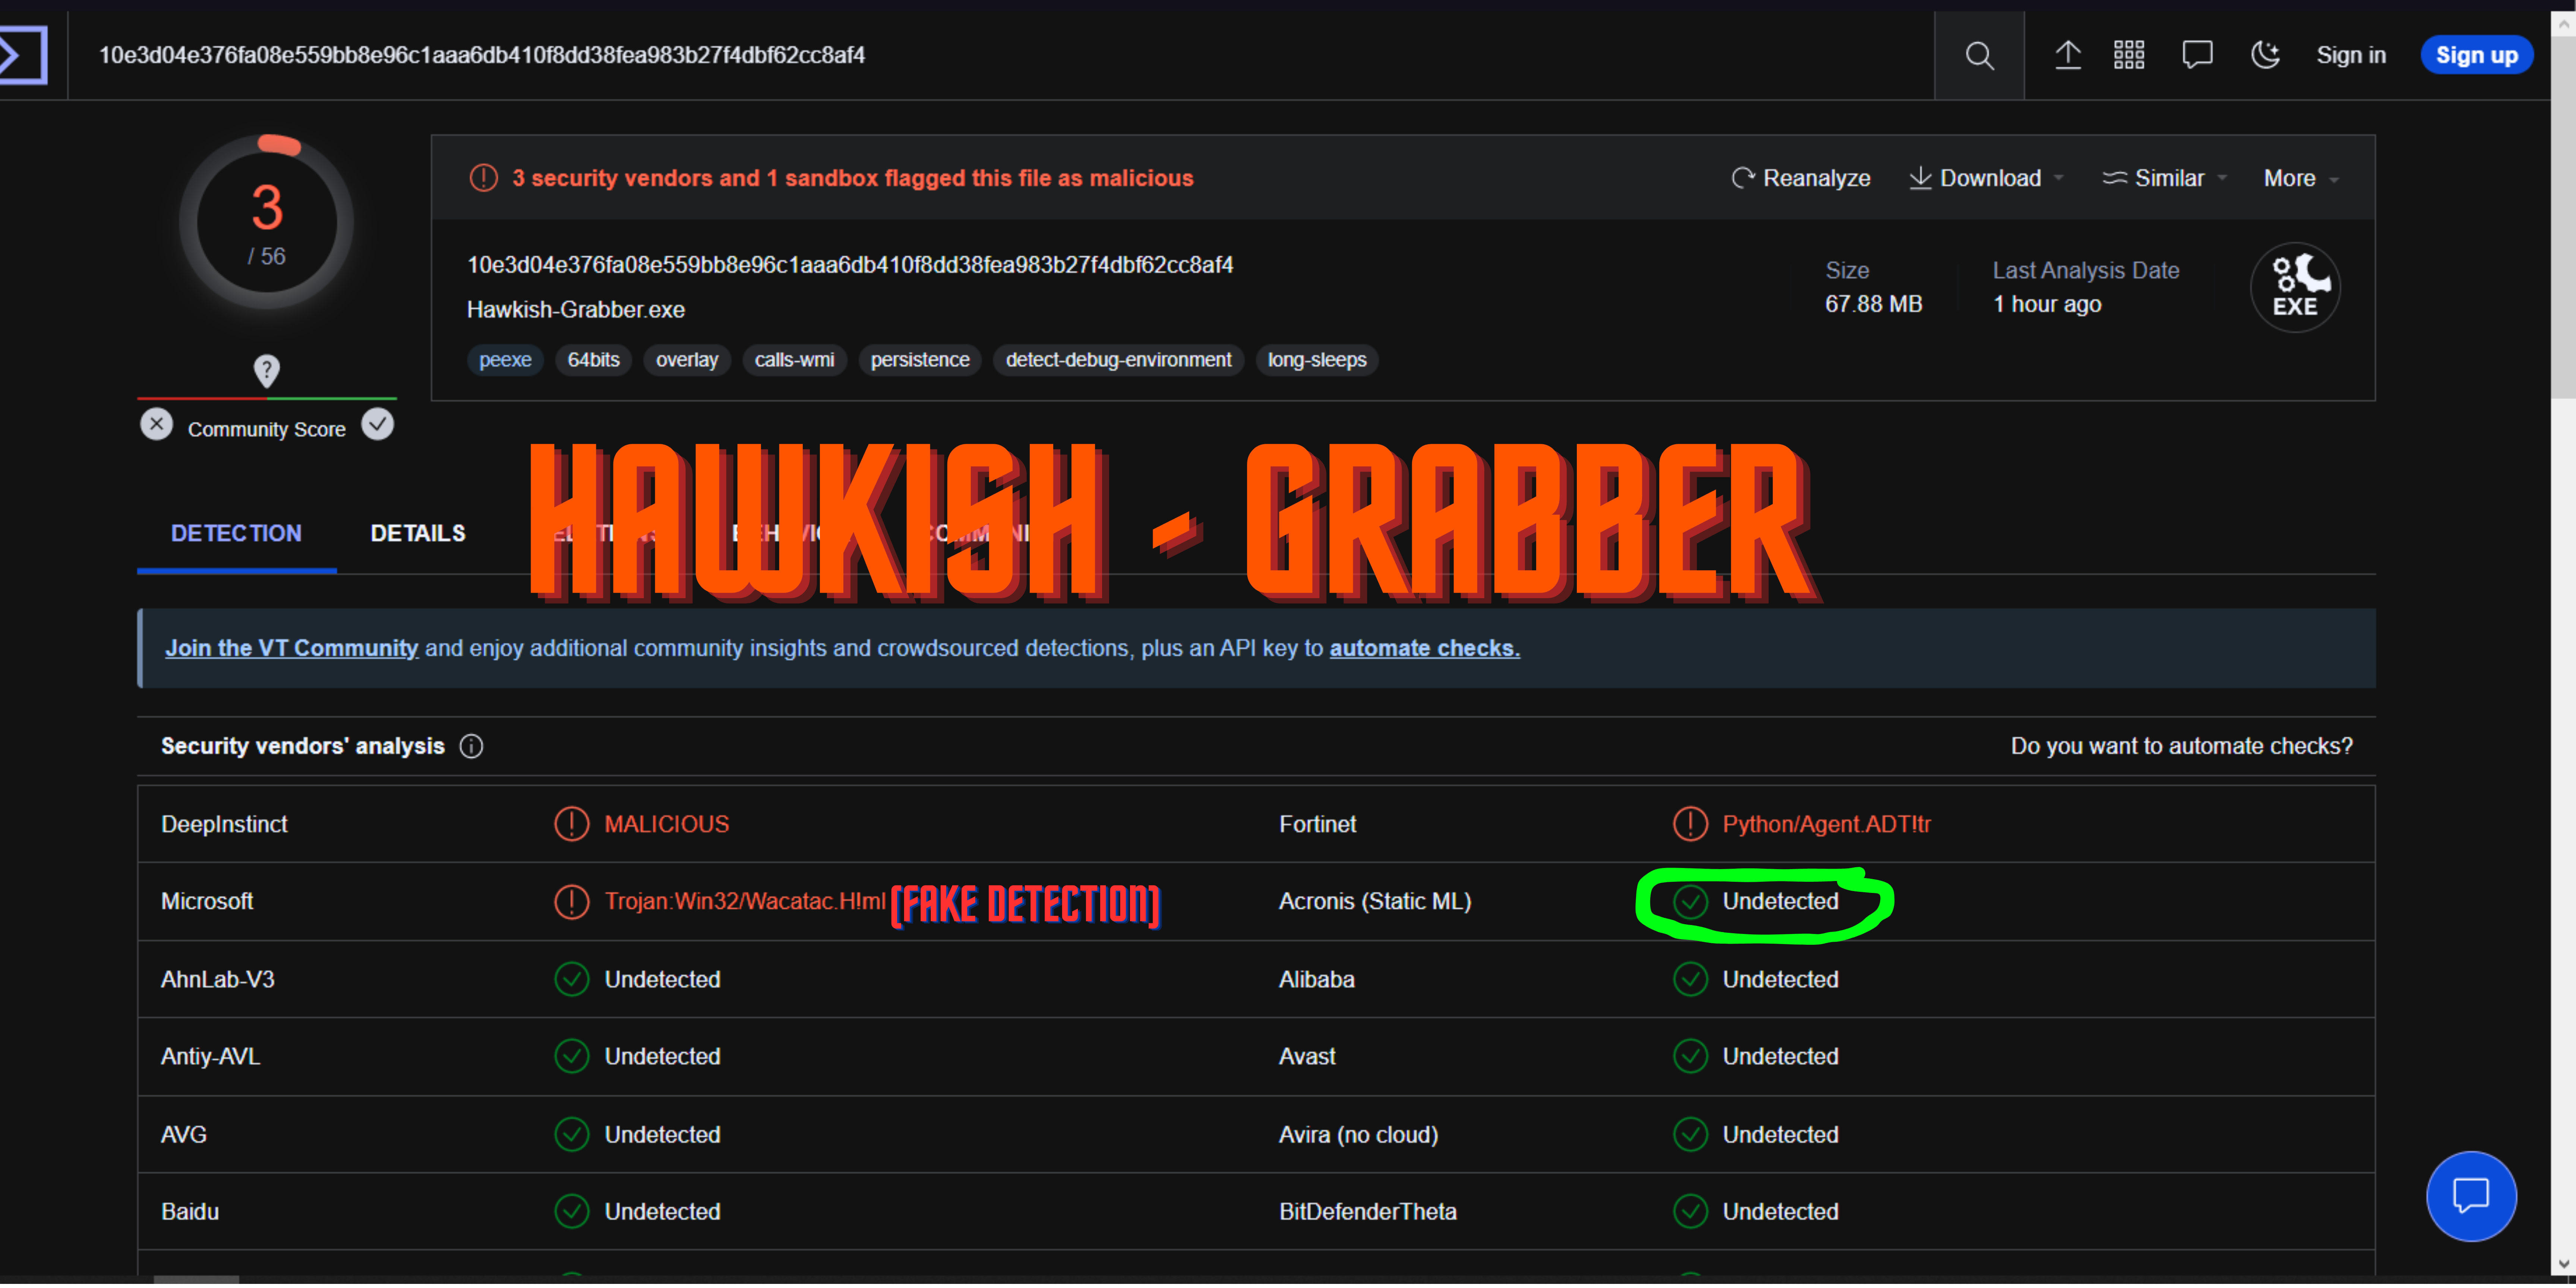 10e3d04e376fa08e559bb8e96c1aaa6db410f8dd38fea983b27f4dbf62cc8af4
Sign in
Sign up
3
/ 56
3 security vendors and 1 sandbox flagged this file as malicious
Reanalyze
Download
Similar
More
10e3d04e376fa08e559bb8e96c1aaa6db410f8dd38fea983b27f4dbf62cc8af4
Hawkish-Grabber.exe
Size
67.88 MB
Last Analysis Date
1 hour ago
EXE
peexe
64bits
overlay
calls-wmi
persistence
detect-debug-environment
long-sleeps
?
Community Score
HAWKISH - GRABBER
DETECTION
DETAILS
Join the VT Community and enjoy additional community insights and crowdsourced detections, plus an API key to automate checks.
Security vendors' analysis
Do you want to automate checks?
DeepInstinct
MALICIOUS
Fortinet
Python/Agent.ADT!tr
Microsoft
Trojan:Win32/Wacatac.H!ml
(FAKE DETECTION)
Acronis (Static ML)
Undetected
AhnLab-V3
Undetected
Alibaba
Undetected
Antiy-AVL
Undetected
Avast
Undetected
AVG
Undetected
Avira (no cloud)
Undetected
Baidu
Undetected
BitDefenderTheta
Undetected